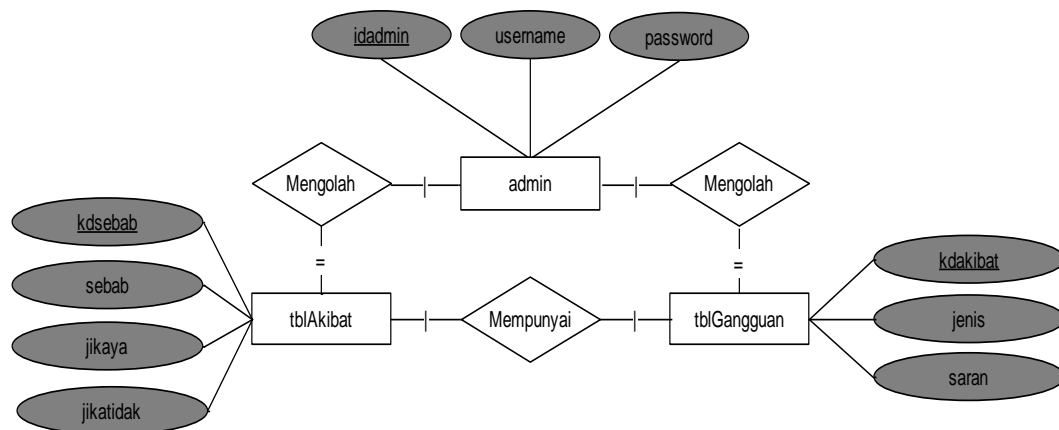 idadmin
username
password
Mengolah
admin
Mengolah
kdsebab
sebab
jikaya
jikatidak
tblAkibat
Mempunyai
tblGangguan
kdakibat
jenis
saran